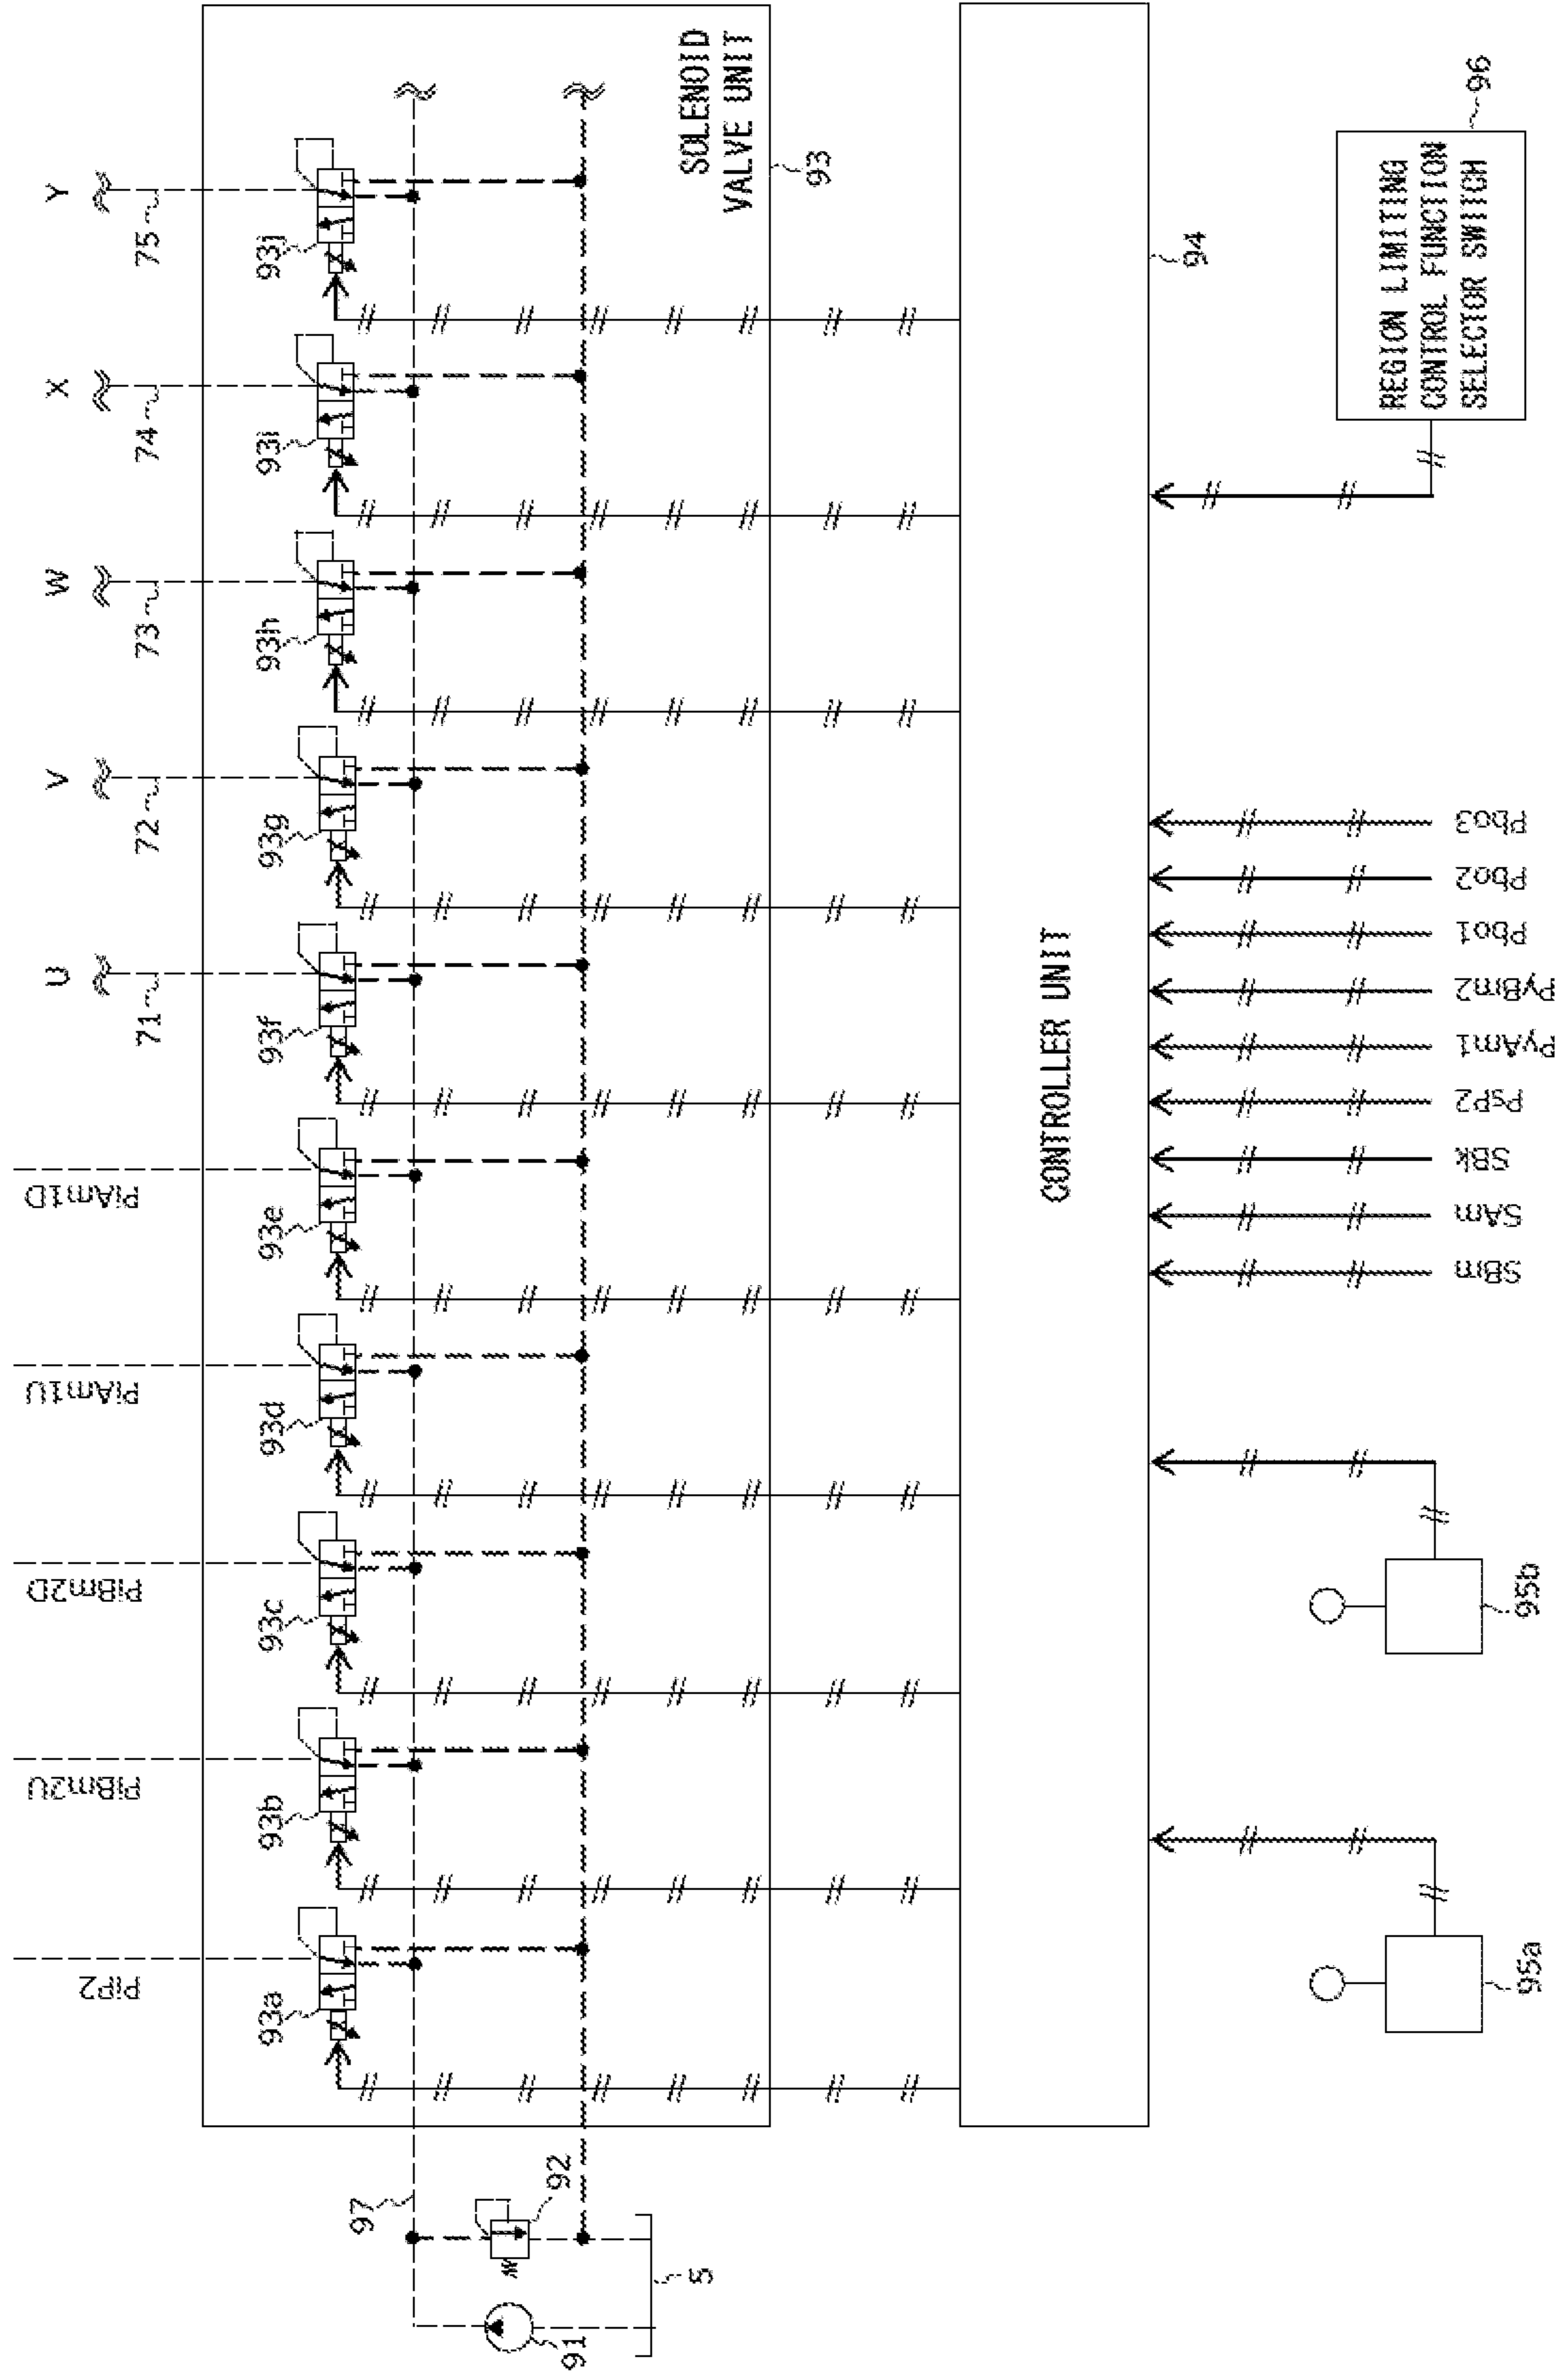 PiP2
PiBm2U
PiBm2D
PiAm1U
PiAm1D
U
V
W
X
Y
71
72
73
74
75
93a
93b
93c
93d
93e
93f
93g
93h
93i
93j
SOLENOID
VALVE UNIT
93
97
92
91
5
CONTROLLER UNIT
94
SBm
SAm
SBk
PsP2
PyAm1
PyBm2
Pbo1
Pbo2
Pbo3
95a
95b
REGION LIMITING
CONTROL FUNCTION
SELECTOR SWITCH
96